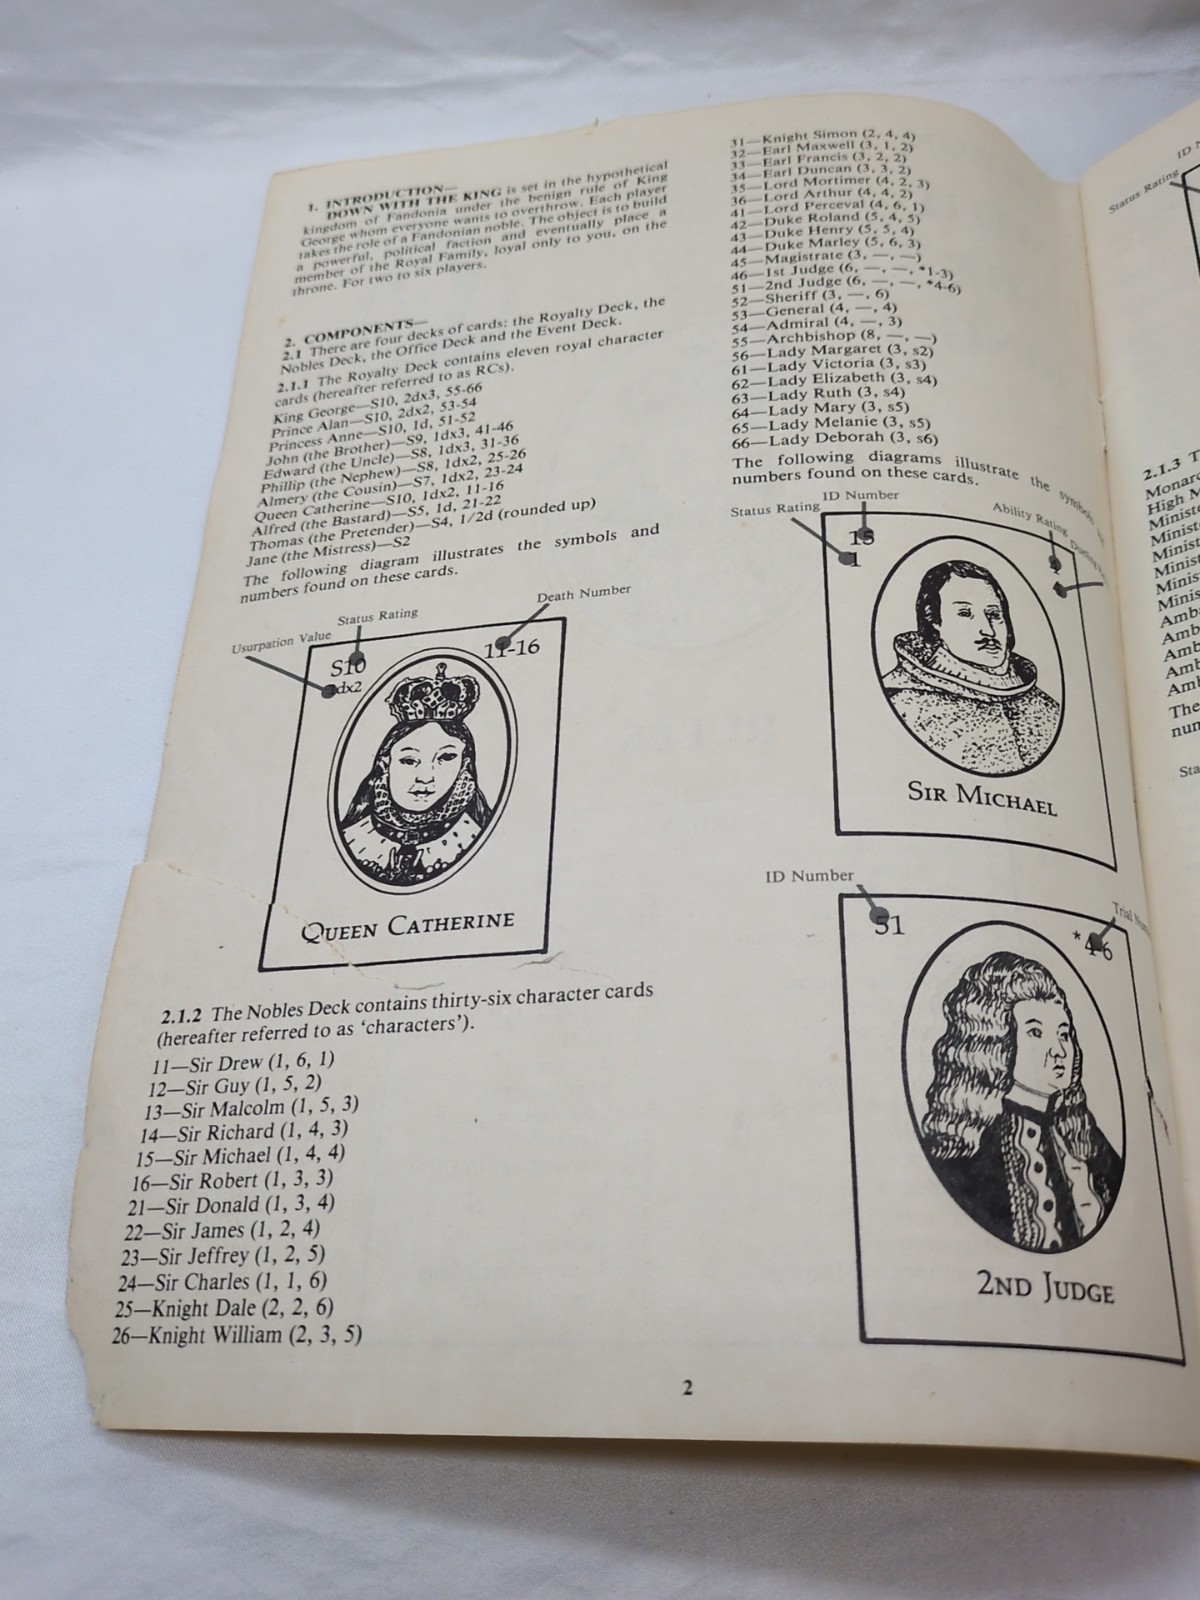 1. INTRODUCTION—
DOWN WITH THE KING is set in the hypothetical
kingdom of Fandonia under the benign rule of King
George whom everyone wants to overthrow. Each player
takes the role of a Fandonian noble. The object is to build
a powerful, political faction and eventually place a
member of the Royal Family, loyal only to you, on the
throne. For two to six players.
2. COMPONENTS—
2.1 There are four decks of cards: the Royalty Deck, the
Nobles Deck, the Office Deck and the Event Deck.
2.1.1 The Royalty Deck contains eleven royal character
cards (hereafter referred to as RCs).
King George—S10, 2dx3, 55-66
Prince Alan—S10, 2dx2, 53-54
Princess Anne—S10, 1d, 51-52
John (the Brother)—S9, 1dx3, 41-46
Edward (the Uncle)—S8, 1dx3, 31-36
Phillip (the Nephew)—S8, 1dx2, 25-26
Almery (the Cousin)—S7, 1dx2, 23-24
Queen Catherine—S10, 1dx2, 11-16
Alfred (the Bastard)—S5, 1d, 21-22
Thomas (the Pretender)—S4, 1/2d (rounded up)
Jane (the Mistress)—S2
The following diagram illustrates the symbols and
numbers found on these cards.
Usurpation Value
Status Rating
Death Number
S10
1dx2
11-16
QUEEN CATHERINE
2.1.2 The Nobles Deck contains thirty-six character cards
(hereafter referred to as 'characters').
11—Sir Drew (1, 6, 1)
12—Sir Guy (1, 5, 2)
13—Sir Malcolm (1, 5, 3)
14—Sir Richard (1, 4, 3)
15—Sir Michael (1, 4, 4)
16—Sir Robert (1, 3, 3)
21—Sir Donald (1, 3, 4)
22—Sir James (1, 2, 4)
23—Sir Jeffrey (1, 2, 5)
24—Sir Charles (1, 1, 6)
25—Knight Dale (2, 2, 6)
26—Knight William (2, 3, 5)
31—Knight Simon (2, 4, 4)
32—Earl Maxwell (3, 1, 2)
33—Earl Francis (3, 2, 2)
34—Earl Duncan (3, 3, 2)
35—Lord Mortimer (4, 2, 3)
36—Lord Arthur (4, 4, 2)
41—Lord Perceval (4, 6, 1)
42—Duke Roland (5, 4, 5)
43—Duke Henry (5, 5, 4)
44—Duke Marley (5, 6, 3)
45—Magistrate (3, —, —)
46—1st Judge (6, —, —, *1-3)
51—2nd Judge (6, —, —, *4-6)
52—Sheriff (3, —, 6)
53—General (4, —, 4)
54—Admiral (4, —, 3)
55—Archbishop (8, —, —)
56—Lady Margaret (3, s2)
61—Lady Victoria (3, s3)
62—Lady Elizabeth (3, s4)
63—Lady Ruth (3, s4)
64—Lady Mary (3, s5)
65—Lady Melanie (3, s5)
66—Lady Deborah (3, s6)
The following diagrams illustrate the symbols
numbers found on these cards.
Status Rating
ID Number
Ability Rating
15
1
SIR MICHAEL
ID Number
Trial
51
*4-6
2ND JUDGE
2
Status Rating
2.1.3